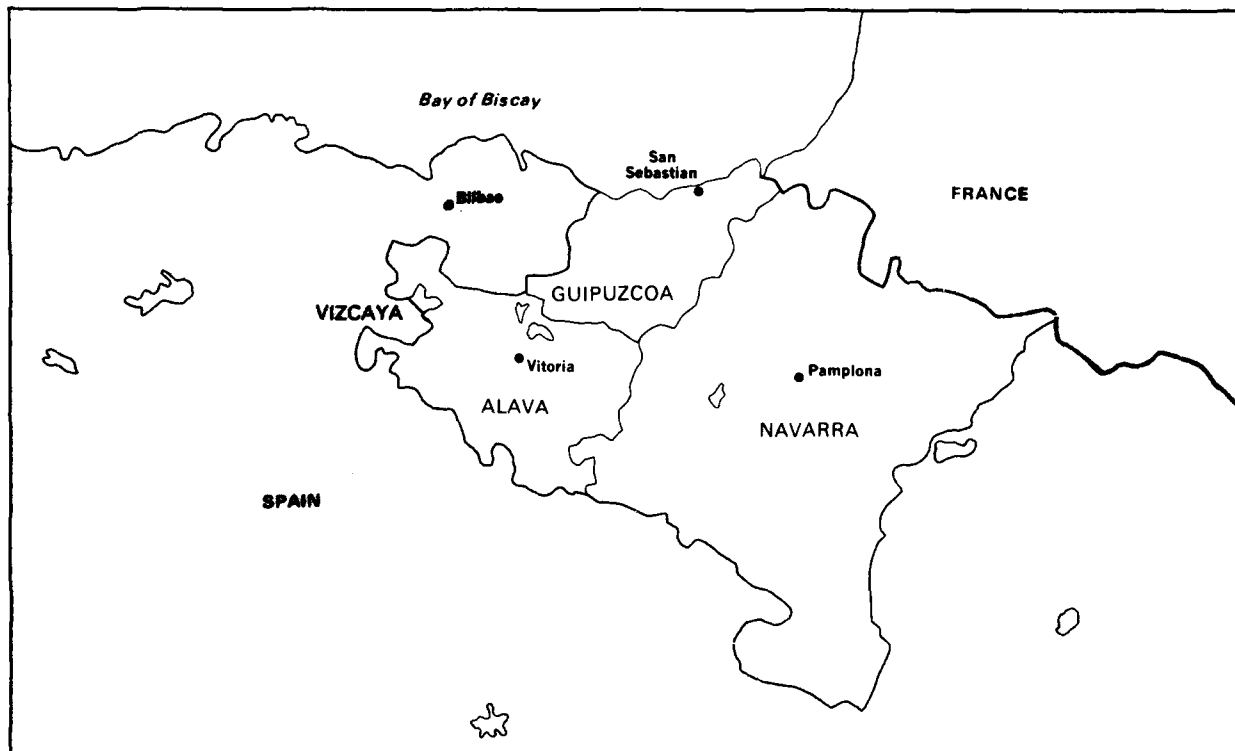 Bay of Biscay
San
Sebastian
Bilbao
FRANCE
GUIPUZCOA
VIZCAYA
Vitoria
Pamplona
ALAVA
NAVARRA
SPAIN